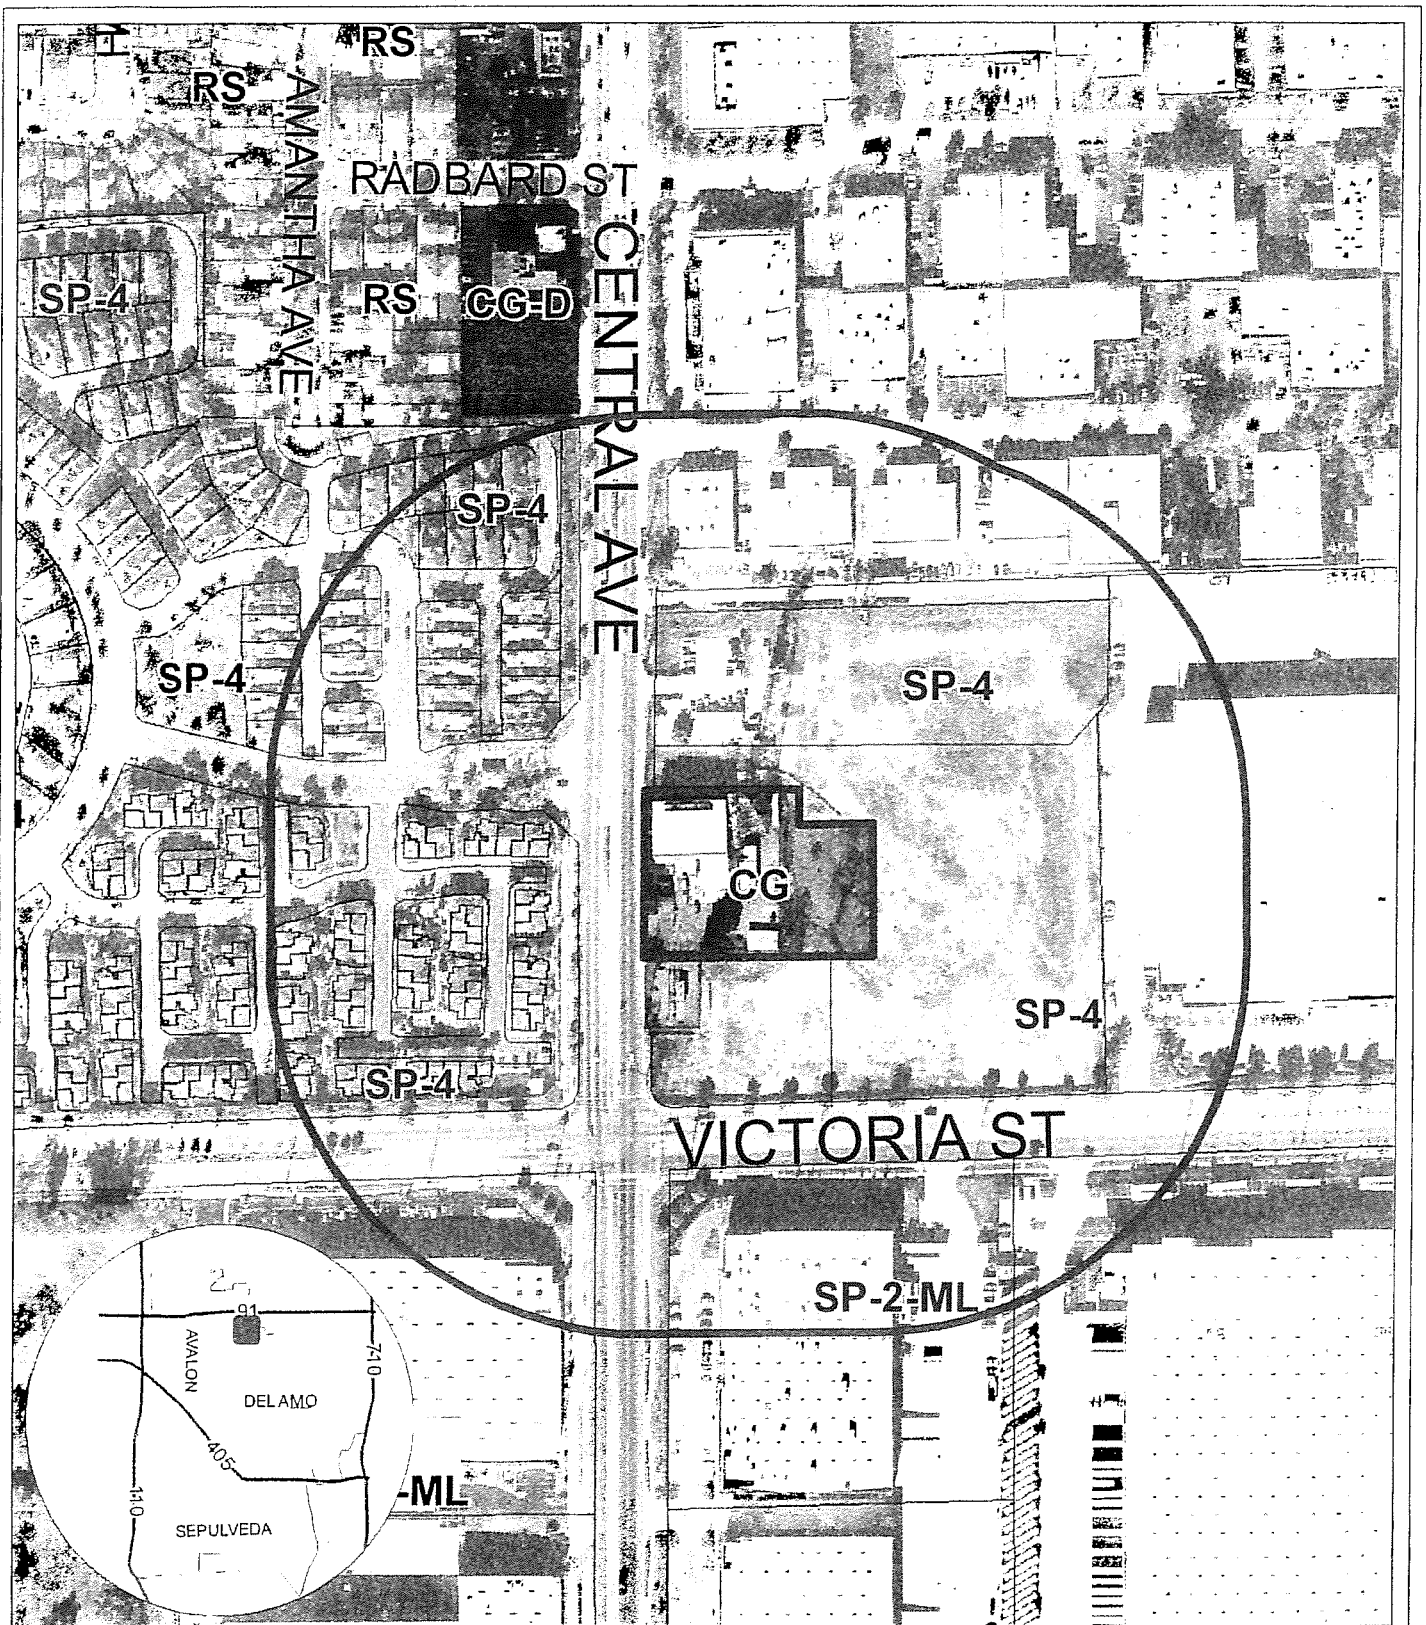 RS
RS
AMANTHA AVE
RADBARD ST
CENTRAL AVE
SP-4
RS
CG-D
SP-4
SP-4
SP-4
CG
SP-4
SP-4
VICTORIA ST
SP-2-ML
91
AVALON
710
DEL AMO
405
110
-ML
SEPULVEDA